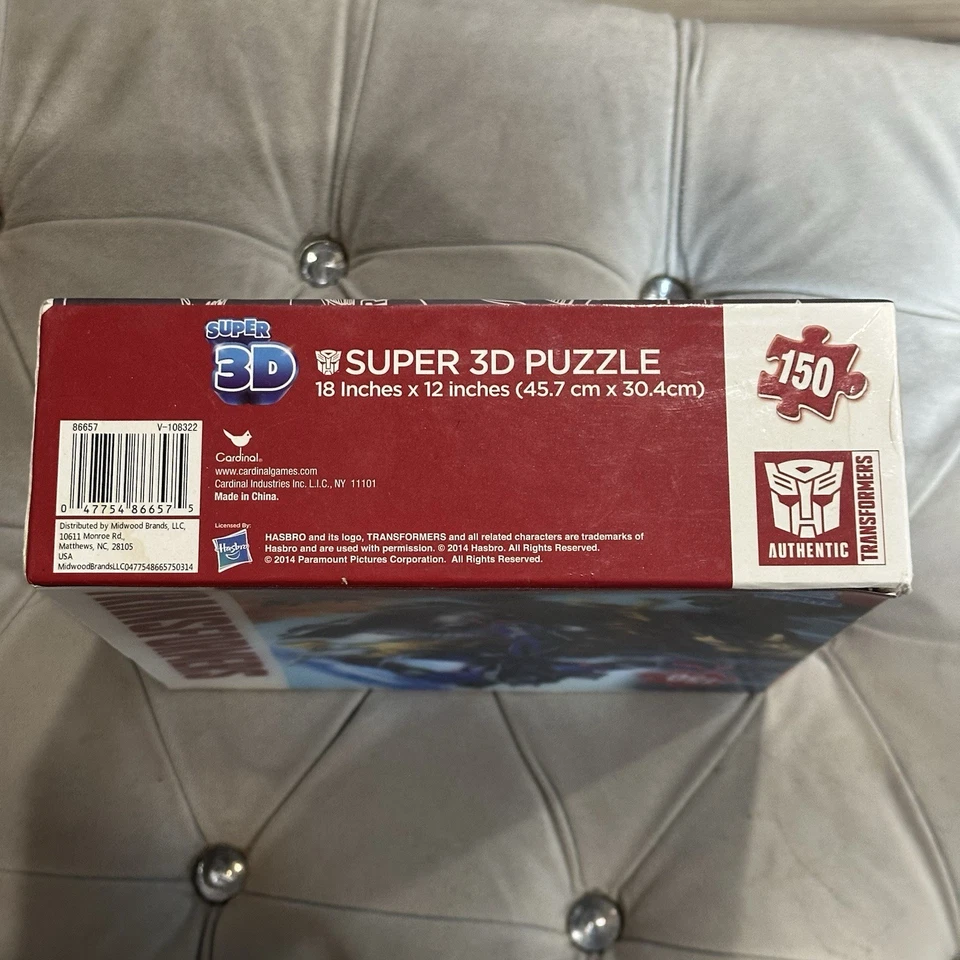 SUPER
3D
SUPER 3D PUZZLE
18 Inches x 12 inches (45.7 cm x 30.4cm)
150
86657 V-108322
0 47754 86657 5
Distributed by Midwood Brands, LLC,
10611 Monroe Rd.,
Matthews, NC, 28105
USA
MidwoodBrandsLLC0477548665750314
Cardinal®
www.cardinalgames.com
Cardinal Industries Inc. L.I.C., NY 11101
Made in China.
Licensed By:
Hasbro
HASBRO and its logo, TRANSFORMERS and all related characters are trademarks of
Hasbro and are used with permission. © 2014 Hasbro. All Rights Reserved.
© 2014 Paramount Pictures Corporation. All Rights Reserved.
AUTHENTIC
TRANSFORMERS
TRANSFORMERS